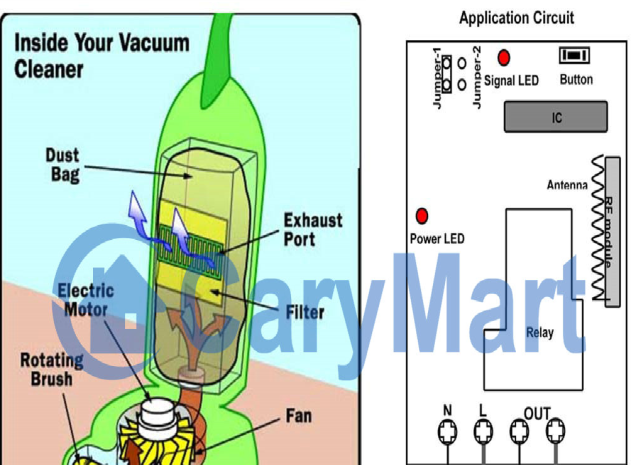 Inside Your Vacuum
Cleaner
Dust
Bag
Exhaust
Port
Filter
Electric
Motor
Rotating
Brush
Fan
Application Circuit
Jumper-1
Jumper-2
Signal LED
Button
IC
Antenna
RF module
Power LED
Relay
N
L
OUT
CaryMart